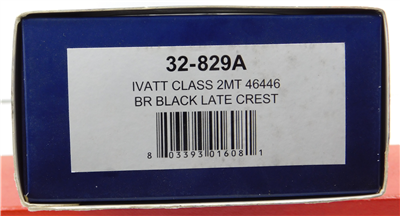 32-829A
IVATT CLASS 2MT 46446
BR BLACK LATE CREST
8 03393 01608 1